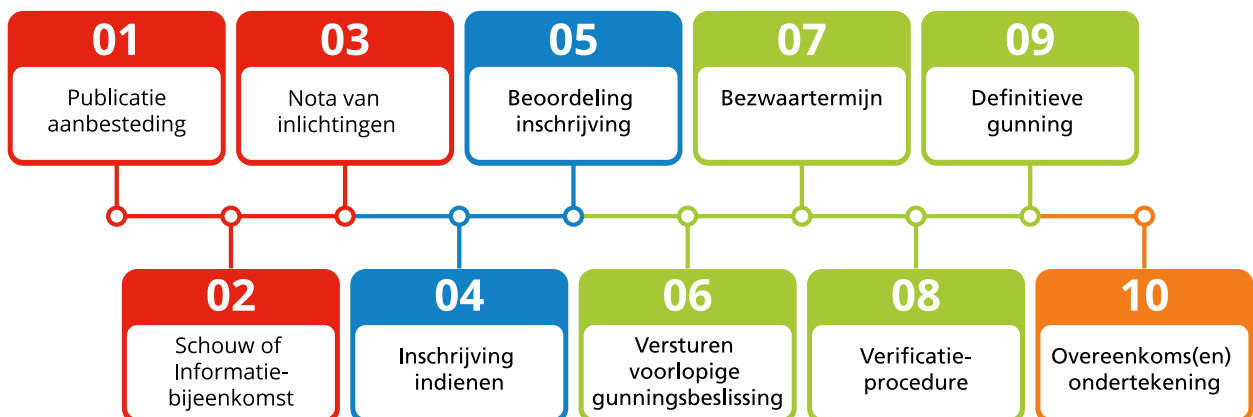 01
Publicatie
aanbesteding
02
Schouw of
Informatie-
bijeenkomst
03
Nota van
inlichtingen
04
Inschrijving
indienen
05
Beoordeling
inschrijving
06
Versturen
voorlopige
gunningsbeslissing
07
Bezwaartermijn
08
Verificatie-
procedure
09
Definitieve
gunning
10
Overeenkoms(en)
ondertekening